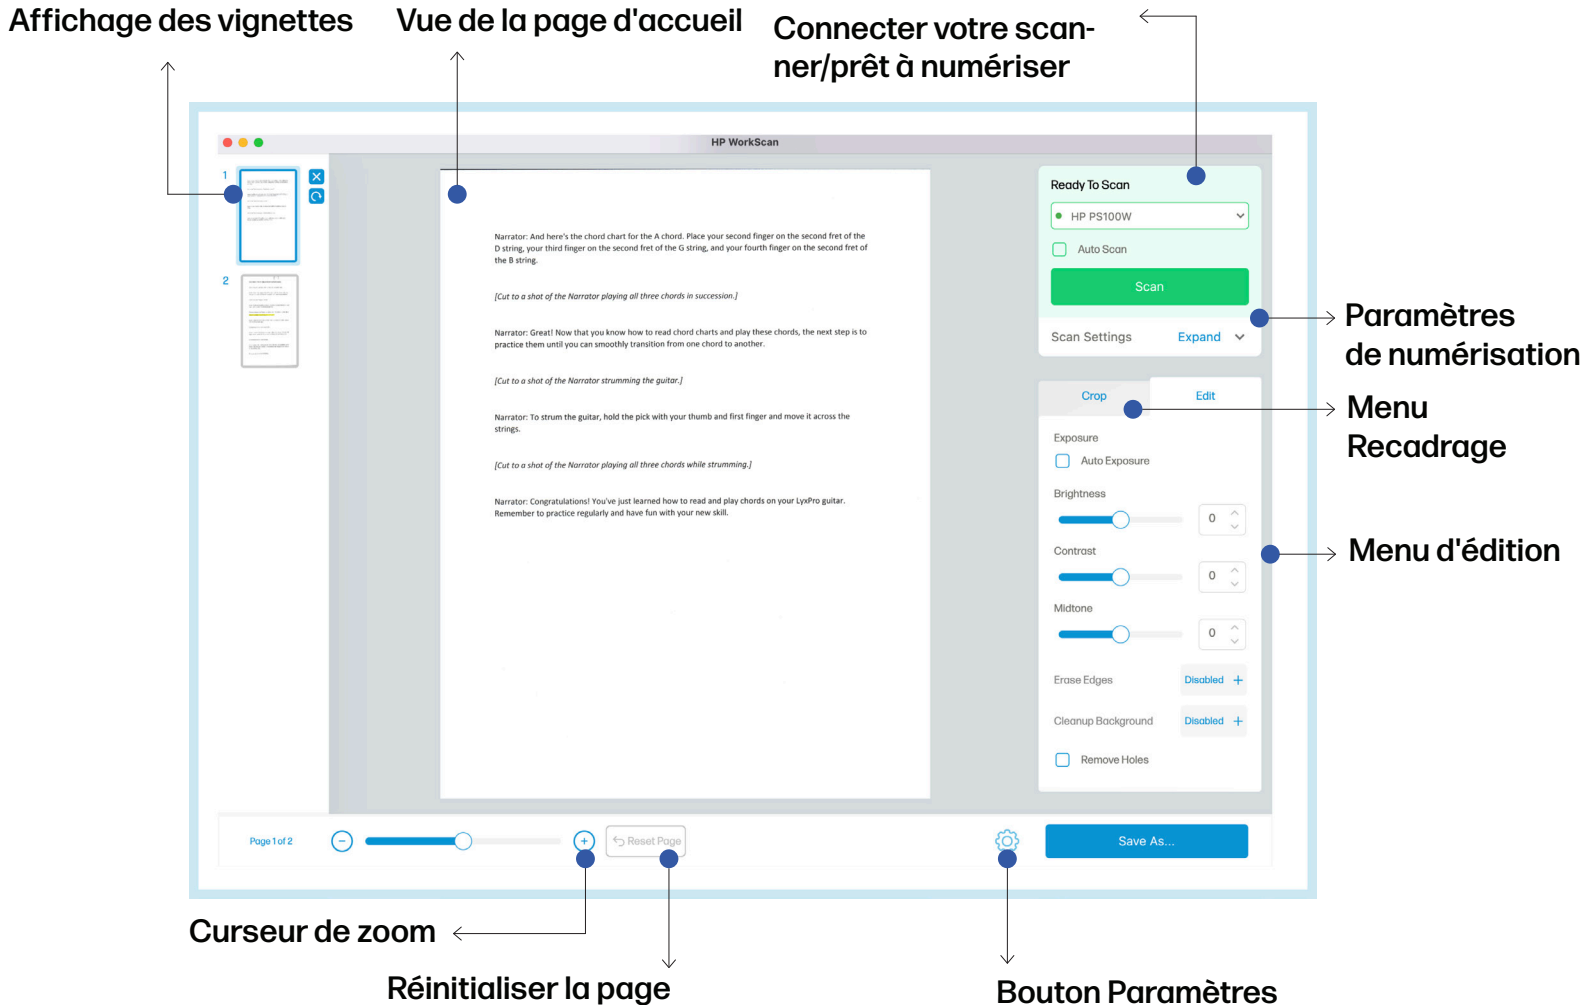 Affichage des vignettes
Vue de la page d'accueil
Connecter votre scan-
ner/prêt à numériser
HP WorkScan
1
2
Narrator: And here's the chord chart for the A chord. Place your second finger on the second fret of the
D string, your third finger on the second fret of the G string, and your fourth finger on the second fret of
the B string.
[Cut to a shot of the Narrator playing all three chords in succession.]
Narrator: Great! Now that you know how to read chord charts and play these chords, the next step is to
practice them until you can smoothly transition from one chord to another.
[Cut to a shot of the Narrator strumming the guitar.]
Narrator: To strum the guitar, hold the pick with your thumb and first finger and move it across the
strings.
[Cut to a shot of the Narrator playing all three chords while strumming.]
Narrator: Congratulations! You've just learned how to read and play chords on your LyxPro guitar.
Remember to practice regularly and have fun with your new skill.
Ready To Scan
HP PS100W
Auto Scan
Scan
Scan Settings Expand
Paramètres
de numérisation
Crop Edit
Menu
Recadrage
Exposure
Auto Exposure
Brightness
0
Contrast
0
Menu d'édition
Midtone
0
Erase Edges Disabled +
Cleanup Background Disabled +
Remove Holes
Page 1 of 2
Reset Page
Save As...
Curseur de zoom
Réinitialiser la page
Bouton Paramètres